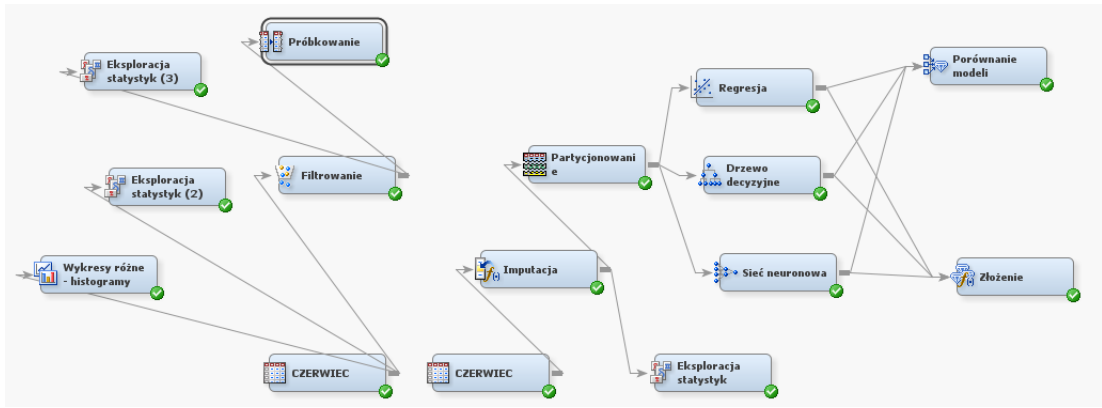 Próbkowanie
Eksploracja
statystyk (3)
Porównanie
modeli
Regresja
Eksploracja
statystyk (2)
Filtrowanie
Partycjonowani
e
Drzewo
decyzyjne
Wykresy różne
- histogramy
Imputacja
Sieć neuronowa
Złożenie
CZERWIEC
CZERWIEC
Eksploracja
statystyk